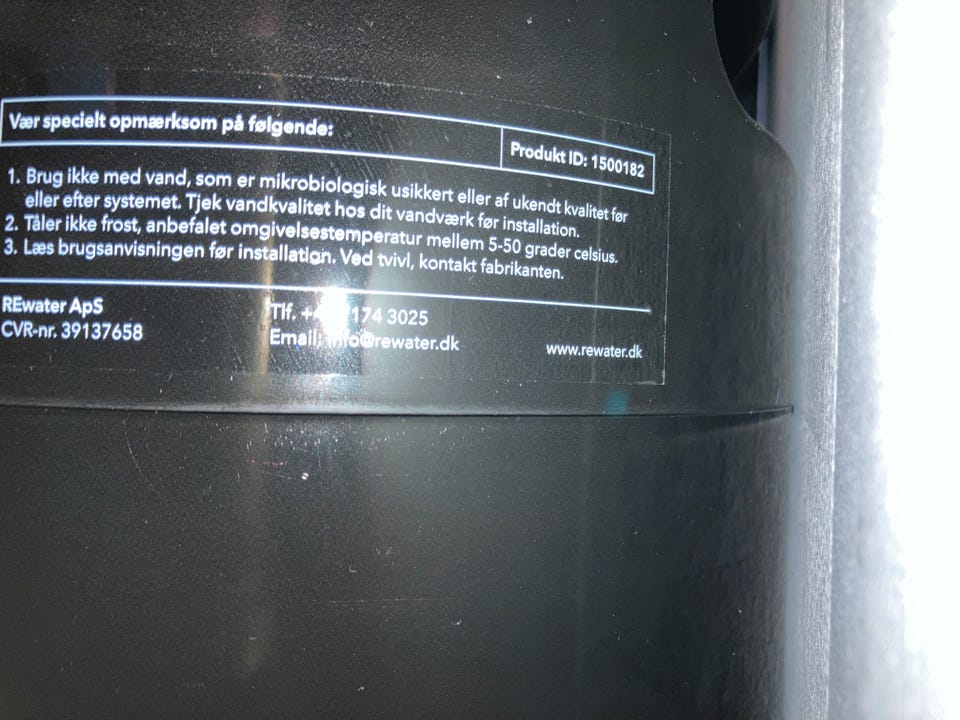 Vær specielt opmærksom på følgende:
Produkt ID: 1500182
1. Brug ikke med vand, som er mikrobiologisk usikkert eller af ukendt kvalitet før
eller efter systemet. Tjek vandkvalitet hos dit vandværk før installation.
2. Tåler ikke frost, anbefalet omgivelsestemperatur mellem 5-50 grader celsius.
3. Læs brugsanvisningen før installation. Ved tvivl, kontakt fabrikanten.
REwater ApS
CVR-nr. 39137658
Tlf. 3025
Email: info@rewater.dk
www.rewater.dk